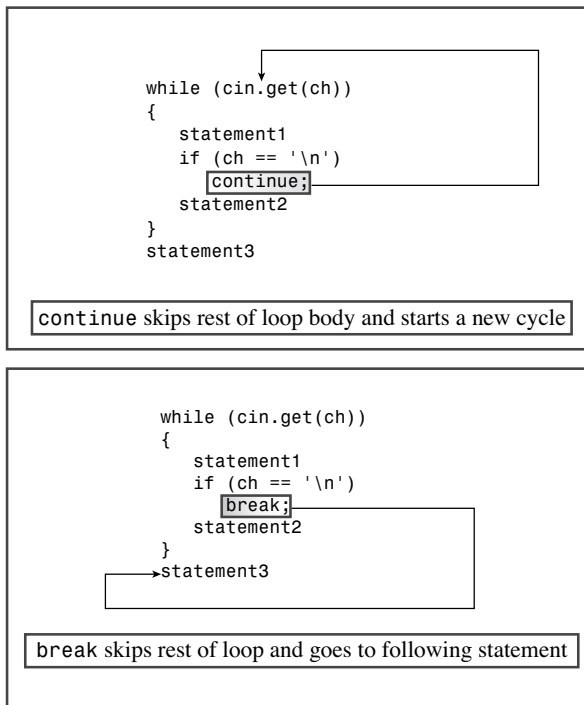 while (cin.get(ch))
{
   statement1
   if (ch == '\n')
      continue;
   statement2
}
statement3
continue skips rest of loop body and starts a new cycle
while (cin.get(ch))
{
   statement1
   if (ch == '\n')
      break;
   statement2
}
statement3
break skips rest of loop and goes to following statement